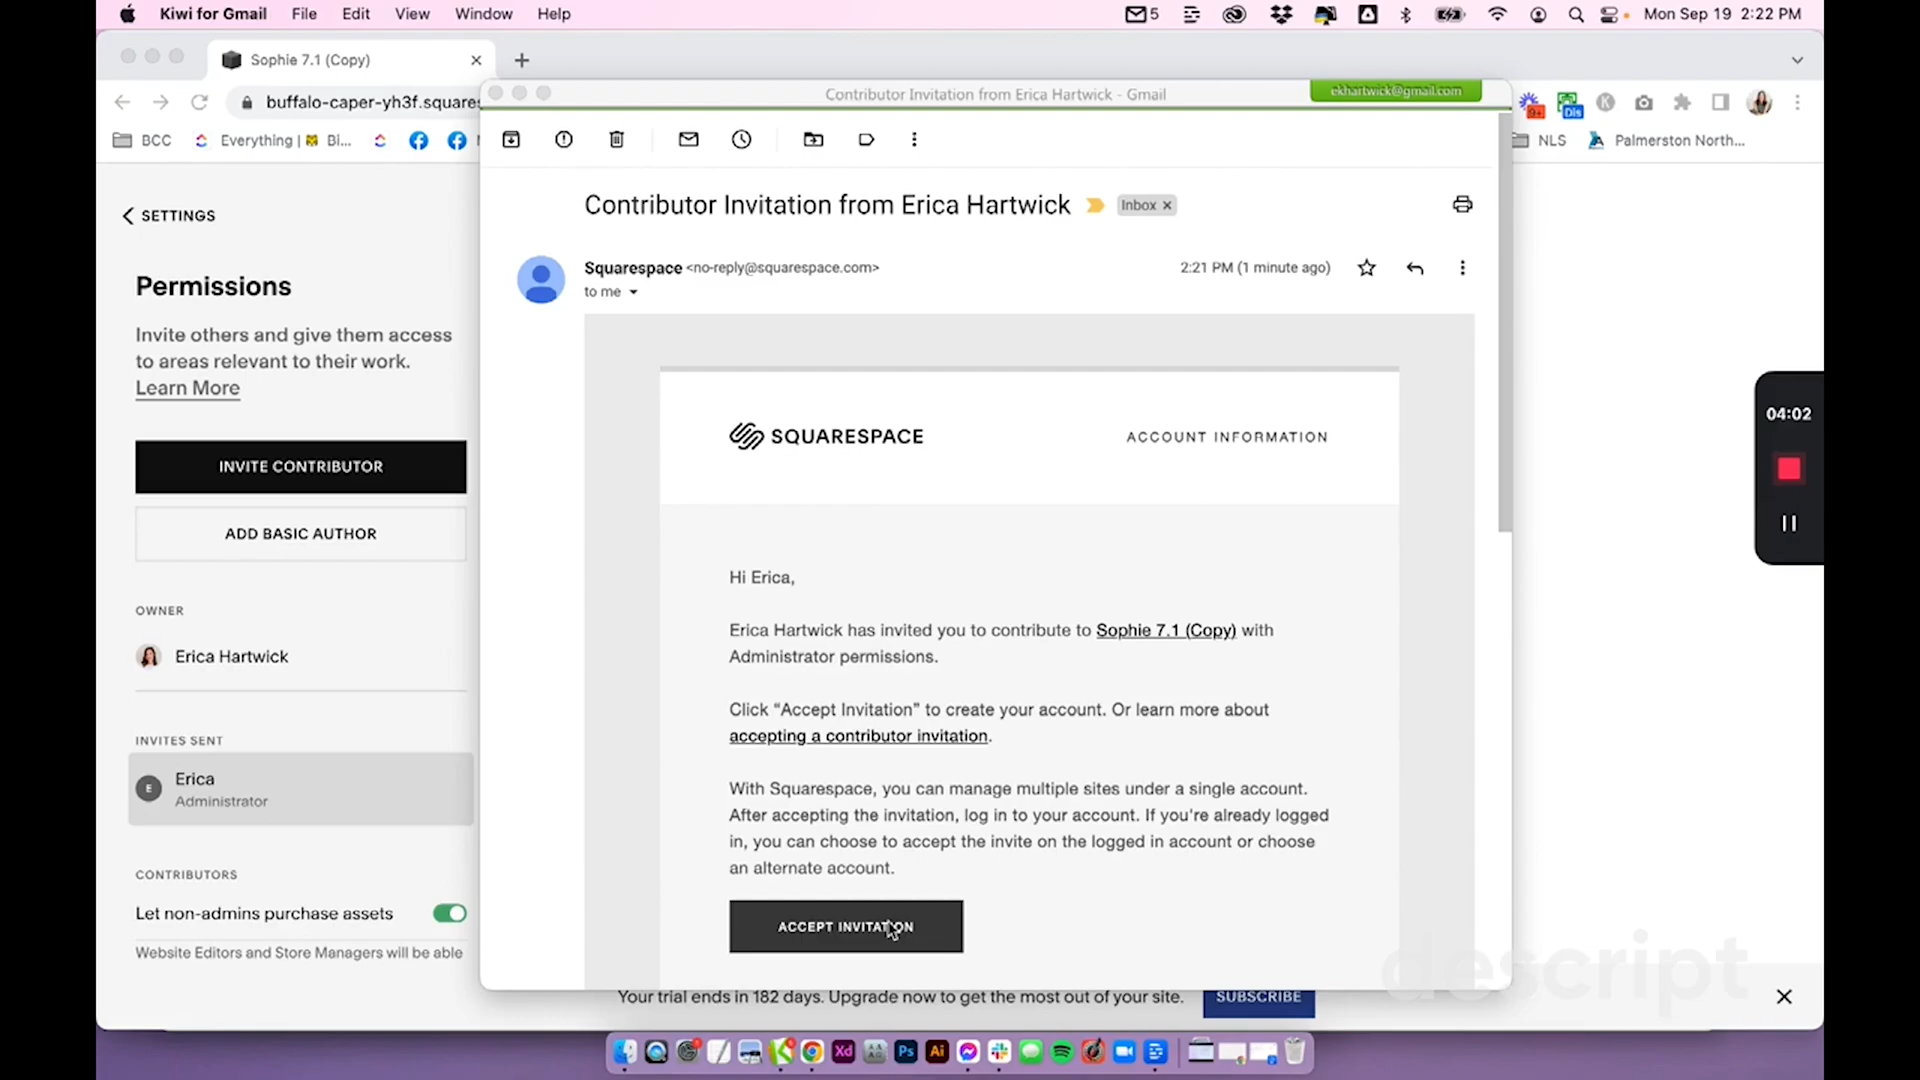 Kiwi for Gmail File Edit View Window Help 5 Mon Sep 19 2:22 PM
Sophie 7.1 (Copy)
buffalo-caper-yh3f.squares
Contributor Invitation from Erica Hartwick - Gmail
ekhartwick@gmail.com
9+
Dis
BCC Everything | Bi...
NLS Palmerston North...
SETTINGS
Permissions
Invite others and give them access
to areas relevant to their work.
Learn More
INVITE CONTRIBUTOR
ADD BASIC AUTHOR
OWNER
Erica Hartwick
INVITES SENT
E
Erica
Administrator
CONTRIBUTORS
Let non-admins purchase assets
Website Editors and Store Managers will be able
Contributor Invitation from Erica Hartwick Inbox
Squarespace <no-reply@squarespace.com> 2:21 PM (1 minute ago)
to me
SQUARESPACE ACCOUNT INFORMATION
Hi Erica,
Erica Hartwick has invited you to contribute to Sophie 7.1 (Copy) with
Administrator permissions.
Click “Accept Invitation” to create your account. Or learn more about
accepting a contributor invitation.
With Squarespace, you can manage multiple sites under a single account.
After accepting the invitation, log in to your account. If you're already logged
in, you can choose to accept the invite on the logged in account or choose
an alternate account.
ACCEPT INVITATION
Your trial ends in 182 days. Upgrade now to get the most out of your site. SUBSCRIBE
04:02
descript
Xd Ps Ai